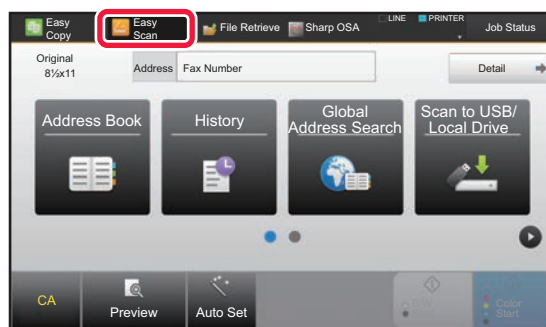 Easy Copy
Easy Scan
File Retrieve
Sharp OSA
LINE
PRINTER
Job Status
Original
8½x11
Address
Fax Number
Detail
Address Book
History
Global Address Search
Scan to USB/ Local Drive
CA
Preview
Auto Set
B/W
Start
Color
Start